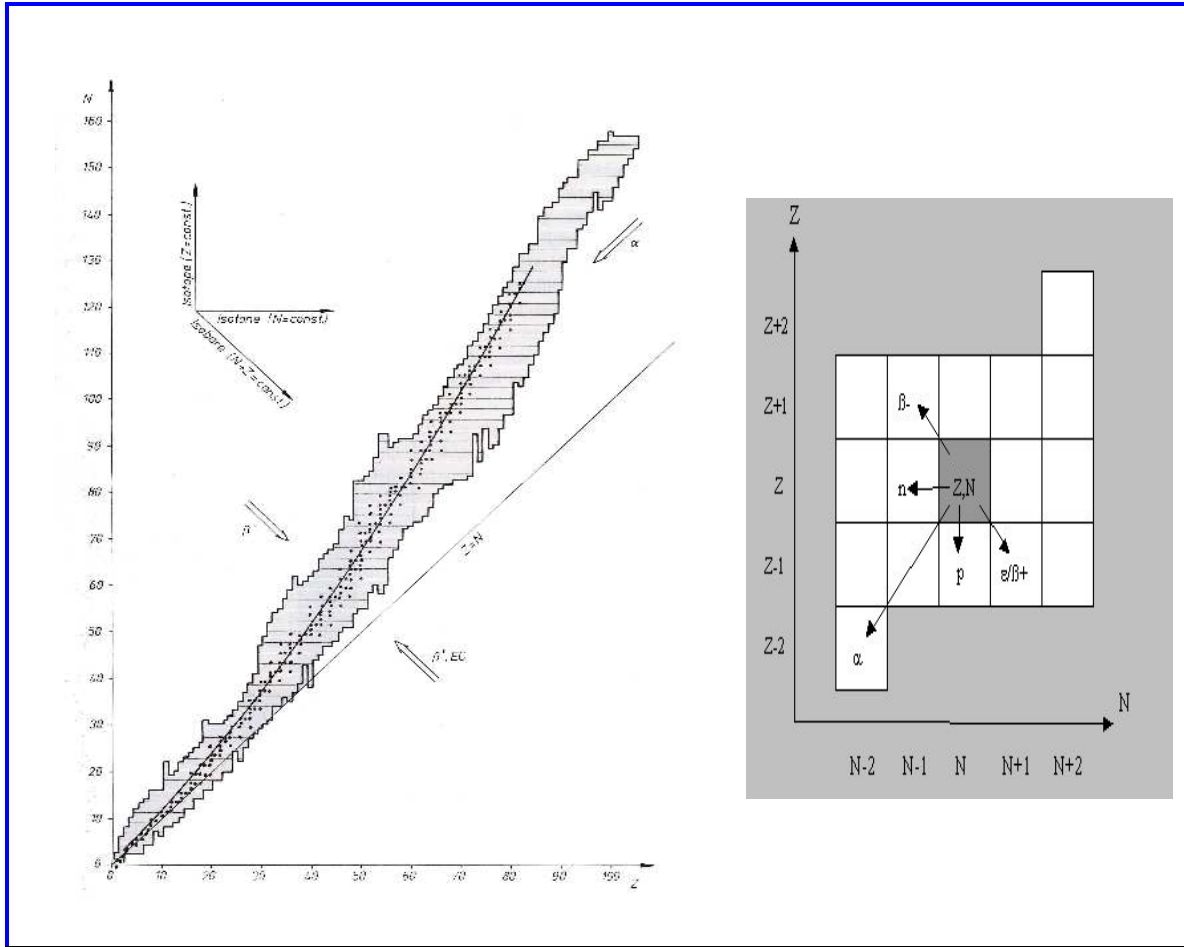 N
160
150
140
130
120
110
100
90
80
70
60
50
40
30
20
10
0
0 10 20 30 40 50 60 70 80 90 100
Z
Isotope (Z=const.)
Isotone (N=const.)
Isobare (N+Z=const.)
α
β⁻
Z=N
β⁺, EC
Z
Z+2
Z+1
Z
Z-1
Z-2
ß-
n
Z,N
p
ε/ß+
α
N
N-2 N-1 N N+1 N+2